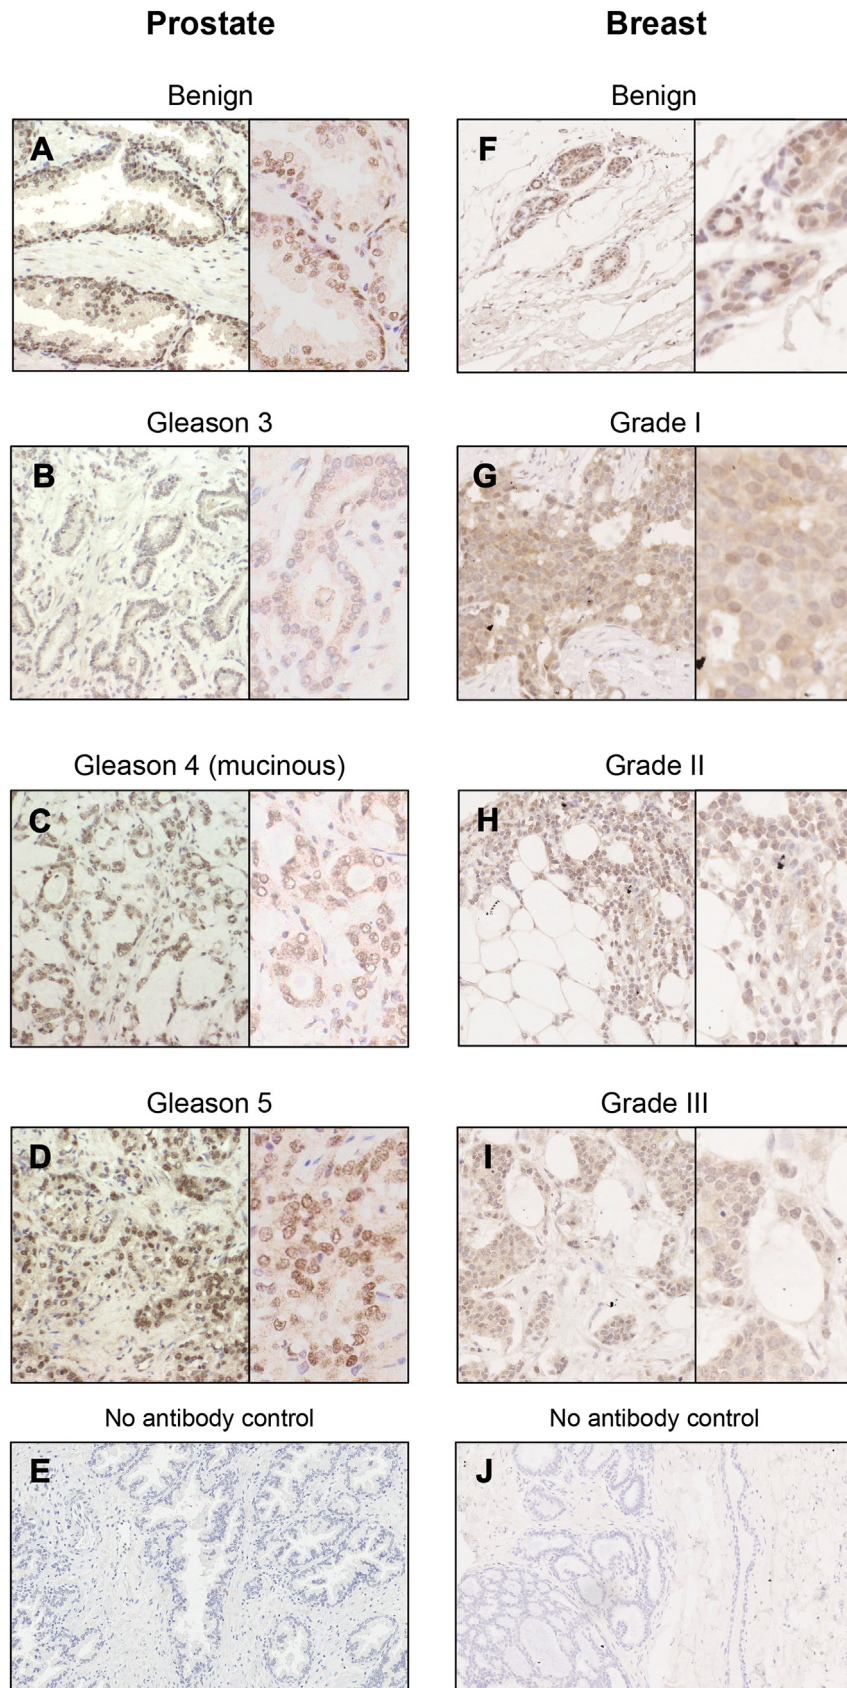 Prostate
Breast
Benign
Benign
A
F
Gleason 3
Grade I
B
G
Gleason 4 (mucinous)
Grade II
C
H
Gleason 5
Grade III
D
I
No antibody control
No antibody control
E
J